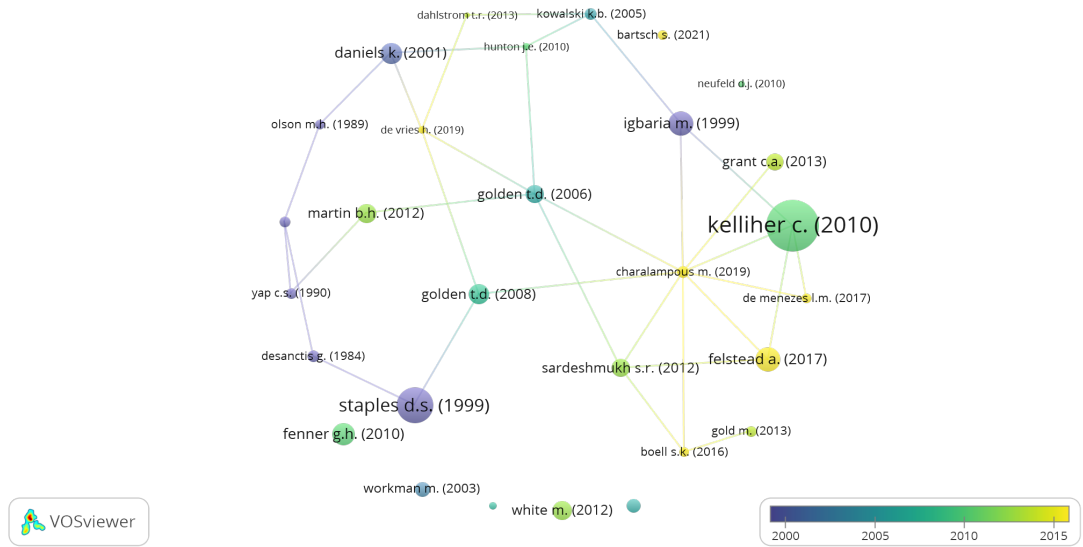 dahlstrom t.r. (2013)
kowalski k.b. (2005)
bartsch s. (2021)
daniels k. (2001)
hunton j.e. (2010)
neufeld d.j. (2010)
olson m.h. (1989)
de vries h. (2019)
igbaria m. (1999)
grant c.a. (2013)
golden t.d. (2006)
martin b.h. (2012)
kelliher c. (2010)
charalampous m. (2019)
yap c.s. (1990)
golden t.d. (2008)
de menezes l.m. (2017)
desanctis g. (1984)
sardeshmukh s.r. (2012)
felstead a. (2017)
staples d.s. (1999)
fenner g.h. (2010)
gold m. (2013)
boell s.k. (2016)
workman m. (2003)
white m. (2012)
VOSviewer
2000 2005 2010 2015